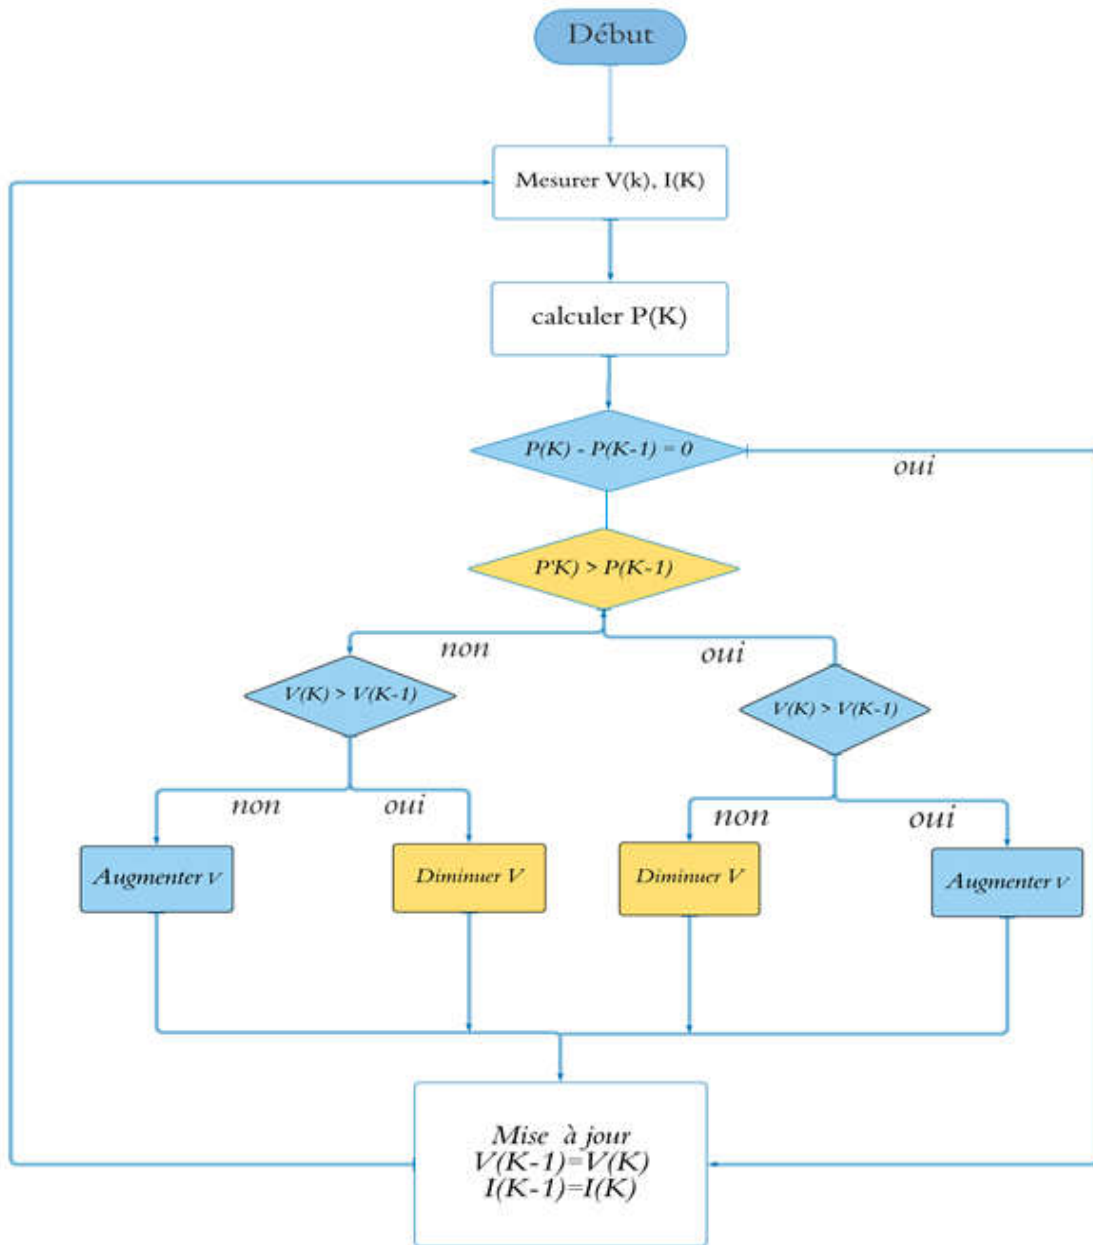 Début
Mesurer V(k), I(K)
calculer P(K)
P(K) - P(K-1) = 0
oui
P'K) > P(K-1)
non
oui
V(K) > V(K-1)
V(K) > V(K-1)
non
oui
non
oui
Augmenter V
Diminuer V
Diminuer V
Augmenter V
Mise à jour
V(K-1)=V(K)
I(K-1)=I(K)